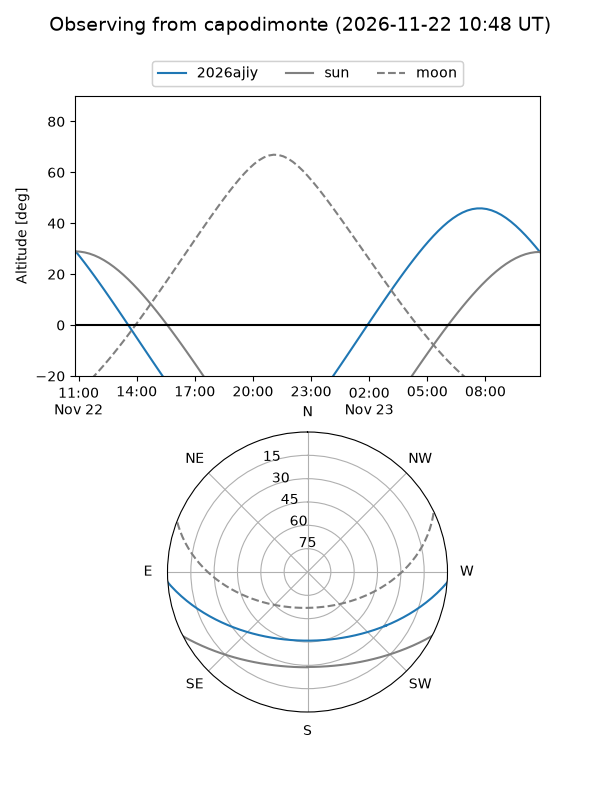 Observing from capodimonte (2026-11-22 10:48 UT)
2026ajiy sun moon
Altitude [deg]
80
60
40
20
0
−20
11:00 14:00 17:00 20:00 23:00 02:00 05:00 08:00
Nov 22 Nov 23
N
NE NW
15
30
45
60
75
E W
SE SW
S